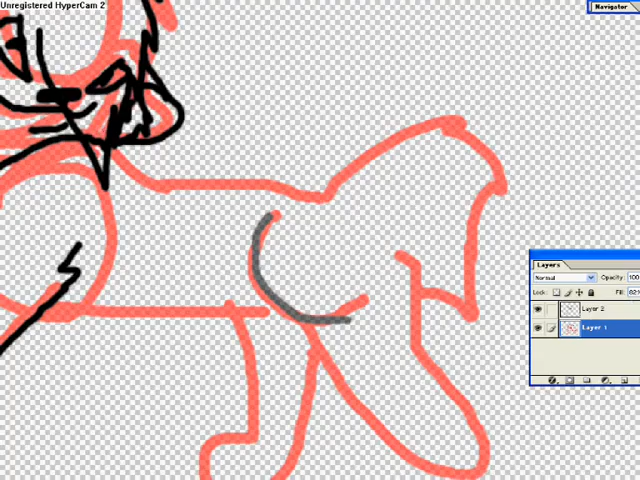 Unregistered HyperCam 2
Navigator
Layers
Normal
Opacity: 100
Lock:
Fill:
Layer 2
Layer 1